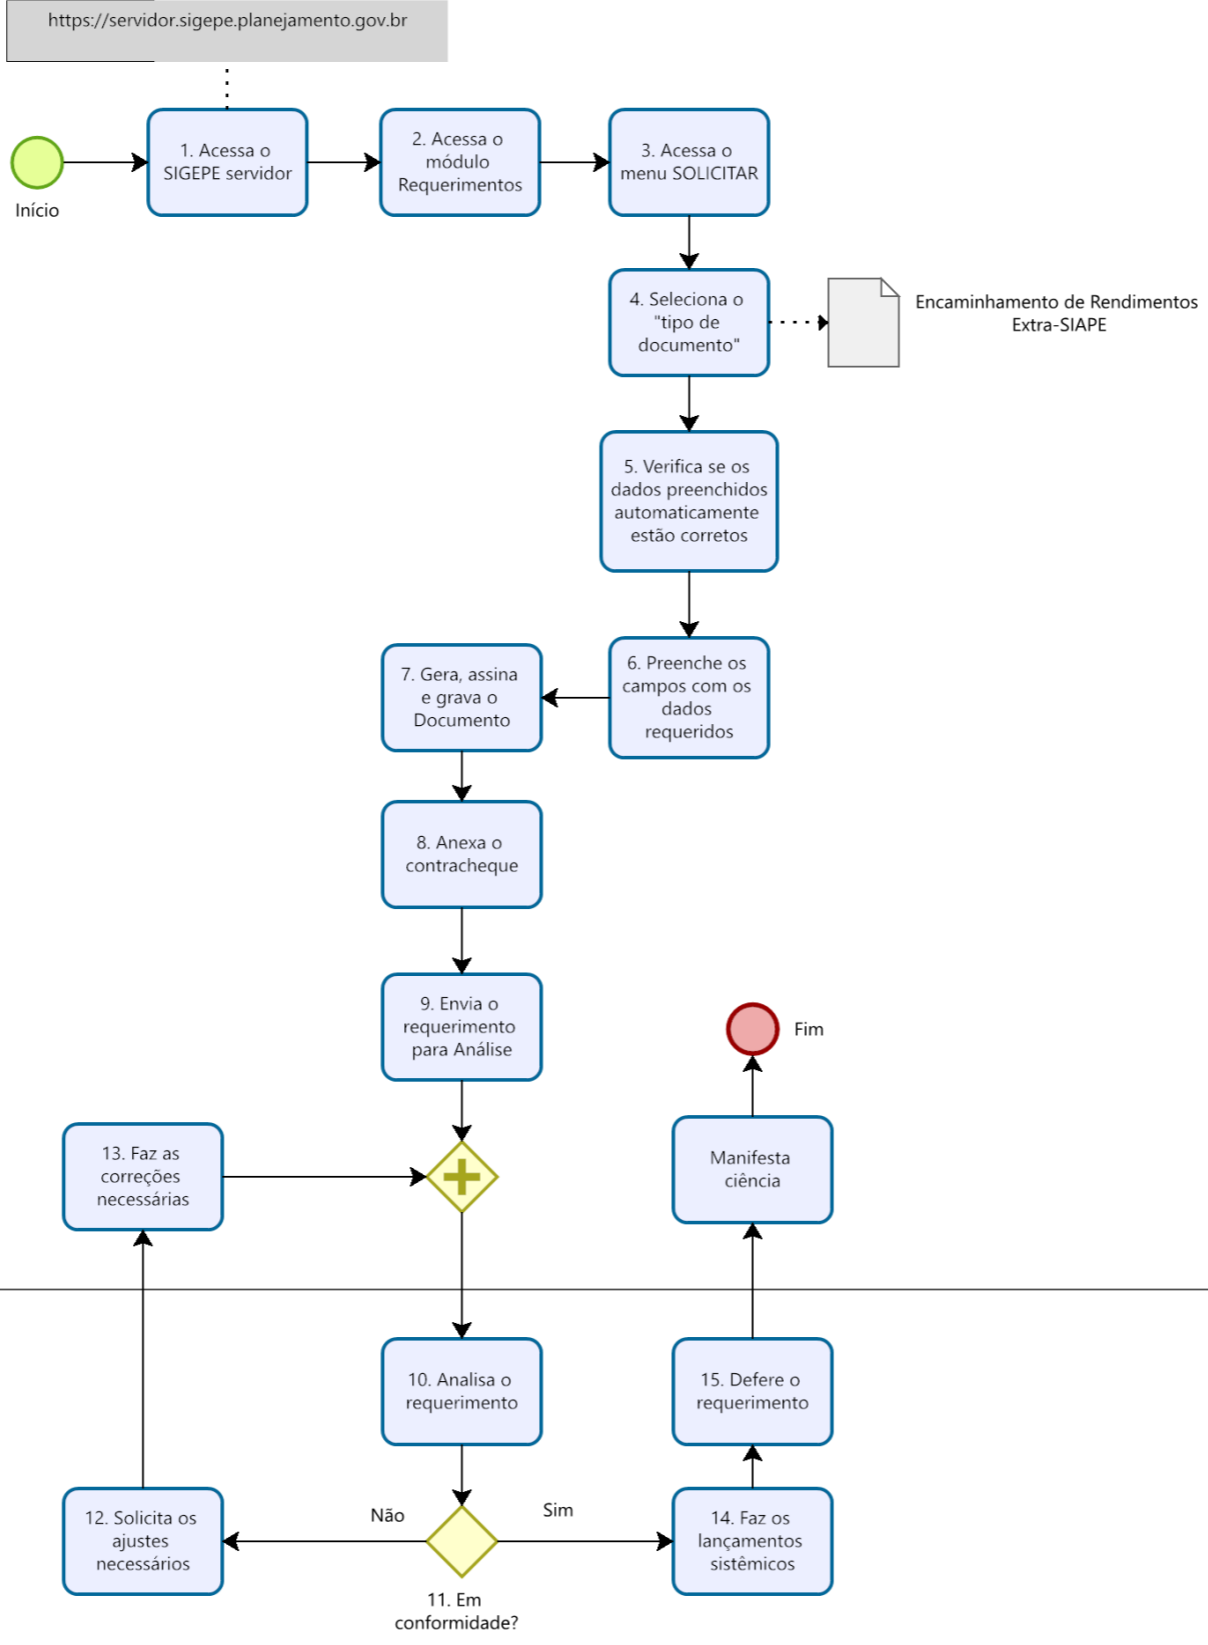 https://servidor.sigepe.planejamento.gov.br
Início
1. Acessa o
SIGEPE servidor
2. Acessa o
módulo
Requerimentos
3. Acessa o
menu SOLICITAR
4. Seleciona o
"tipo de
documento"
Encaminhamento de Rendimentos
Extra-SIAPE
5. Verifica se os
dados preenchidos
automaticamente
estão corretos
6. Preenche os
campos com os
dados
requeridos
7. Gera, assina
e grava o
Documento
8. Anexa o
contracheque
9. Envia o
requerimento
para Análise
Fim
13. Faz as
correções
necessárias
Manifesta
ciência
10. Analisa o
requerimento
15. Defere o
requerimento
12. Solicita os
ajustes
necessários
Não
Sim
14. Faz os
lançamentos
sistêmicos
11. Em
conformidade?